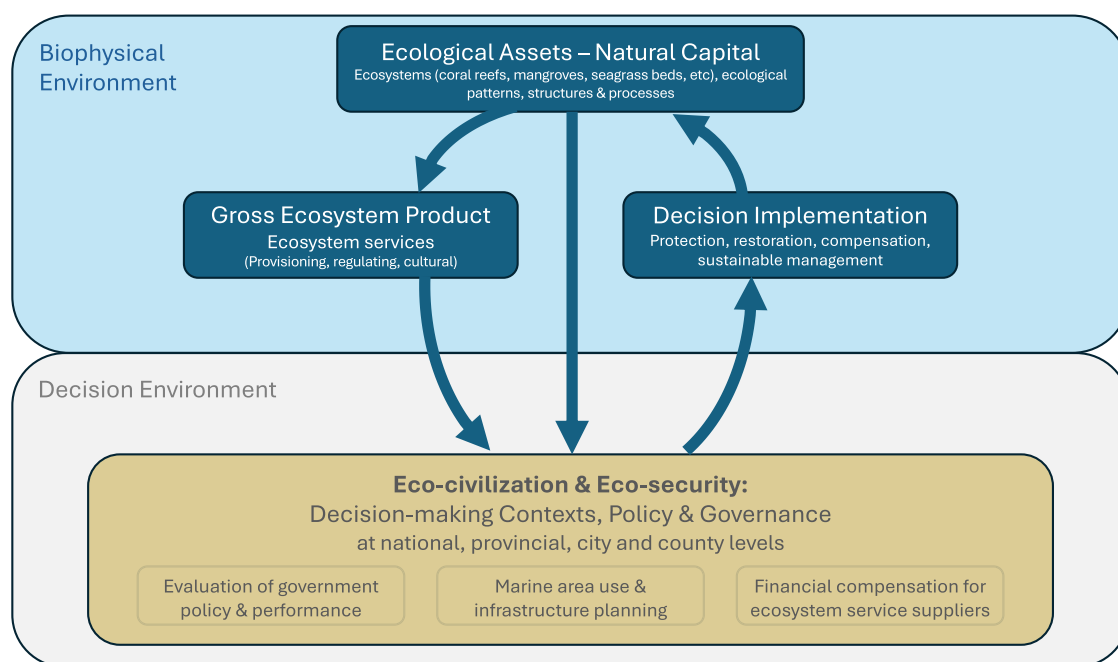 Biophysical
Environment
Ecological Assets – Natural Capital
Ecosystems (coral reefs, mangroves, seagrass beds, etc), ecological
patterns, structures & processes
Gross Ecosystem Product
Ecosystem services
(Provisioning, regulating, cultural)
Decision Implementation
Protection, restoration, compensation,
sustainable management
Decision Environment
Eco-civilization & Eco-security:
Decision-making Contexts, Policy & Governance
at national, provincial, city and county levels
Evaluation of government
policy & performance
Marine area use &
infrastructure planning
Financial compensation for
ecosystem service suppliers